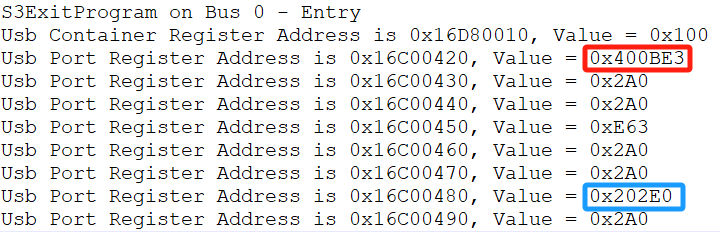 S3ExitProgram on Bus 0 - Entry
Usb Container Register Address is 0x16D80010, Value = 0x100
Usb Port Register Address is 0x16C00420, Value = 0x400BE3
Usb Port Register Address is 0x16C00430, Value = 0x2A0
Usb Port Register Address is 0x16C00440, Value = 0x2A0
Usb Port Register Address is 0x16C00450, Value = 0xE63
Usb Port Register Address is 0x16C00460, Value = 0x2A0
Usb Port Register Address is 0x16C00470, Value = 0x2A0
Usb Port Register Address is 0x16C00480, Value = 0x202E0
Usb Port Register Address is 0x16C00490, Value = 0x2A0